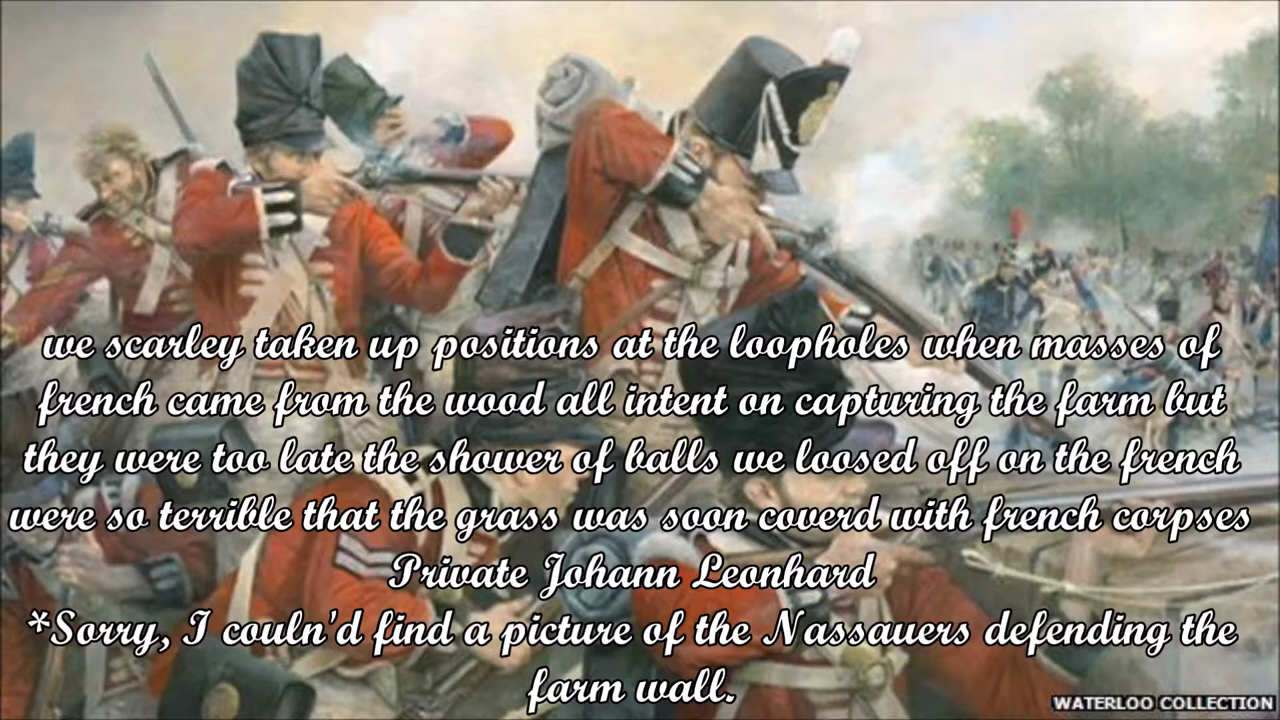 we scarley taken up positions at the loopholes when masses of
french came from the wood all intent on capturing the farm but
they were too late the shower of balls we loosed off on the french
were so terrible that the grass was soon coverd with french corpses
Private Johann Leonhard
*Sorry, I couln'd find a picture of the Nassauers defending the
farm wall.
WATERLOO COLLECTION